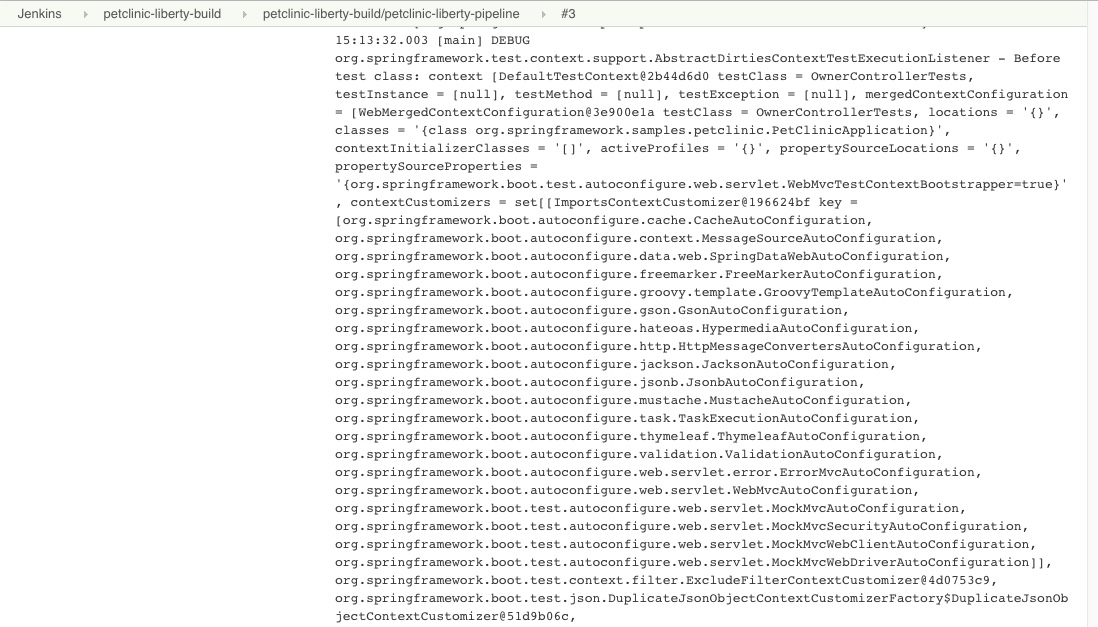 Jenkins petclinic-liberty-build petclinic-liberty-build/petclinic-liberty-pipeline #3
15:13:32.003 [main] DEBUG
org.springframework.test.context.support.AbstractDirtiesContextTestExecutionListener - Before
test class: context [DefaultTestContext@2b44d6d0 testClass = OwnerControllerTests,
testInstance = [null], testMethod = [null], testException = [null], mergedContextConfiguration
= [WebMergedContextConfiguration@3e900e1a testClass = OwnerControllerTests, locations = '{}',
classes = '{class org.springframework.samples.petclinic.PetClinicApplication}',
contextInitializerClasses = '[]', activeProfiles = '{}', propertySourceLocations = '{}',
propertySourceProperties =
'{org.springframework.boot.test.autoconfigure.web.servlet.WebMvcTestContextBootstrapper=true}'
, contextCustomizers = set[[ImportsContextCustomizer@196624bf key =
[org.springframework.boot.autoconfigure.cache.CacheAutoConfiguration,
org.springframework.boot.autoconfigure.context.MessageSourceAutoConfiguration,
org.springframework.boot.autoconfigure.data.web.SpringDataWebAutoConfiguration,
org.springframework.boot.autoconfigure.freemarker.FreeMarkerAutoConfiguration,
org.springframework.boot.autoconfigure.groovy.template.GroovyTemplateAutoConfiguration,
org.springframework.boot.autoconfigure.gson.GsonAutoConfiguration,
org.springframework.boot.autoconfigure.hateoas.HypermediaAutoConfiguration,
org.springframework.boot.autoconfigure.http.HttpMessageConvertersAutoConfiguration,
org.springframework.boot.autoconfigure.jackson.JacksonAutoConfiguration,
org.springframework.boot.autoconfigure.jsonb.JsonbAutoConfiguration,
org.springframework.boot.autoconfigure.mustache.MustacheAutoConfiguration,
org.springframework.boot.autoconfigure.task.TaskExecutionAutoConfiguration,
org.springframework.boot.autoconfigure.thymeleaf.ThymeleafAutoConfiguration,
org.springframework.boot.autoconfigure.validation.ValidationAutoConfiguration,
org.springframework.boot.autoconfigure.web.servlet.error.ErrorMvcAutoConfiguration,
org.springframework.boot.autoconfigure.web.servlet.WebMvcAutoConfiguration,
org.springframework.boot.test.autoconfigure.web.servlet.MockMvcAutoConfiguration,
org.springframework.boot.test.autoconfigure.web.servlet.MockMvcSecurityAutoConfiguration,
org.springframework.boot.test.autoconfigure.web.servlet.MockMvcWebClientAutoConfiguration,
org.springframework.boot.test.autoconfigure.web.servlet.MockMvcWebDriverAutoConfiguration]],
org.springframework.boot.test.context.filter.ExcludeFilterContextCustomizer@4d0753c9,
org.springframework.boot.test.json.DuplicateJsonObjectContextCustomizerFactory$DuplicateJsonOb
jectContextCustomizer@51d9b06c,